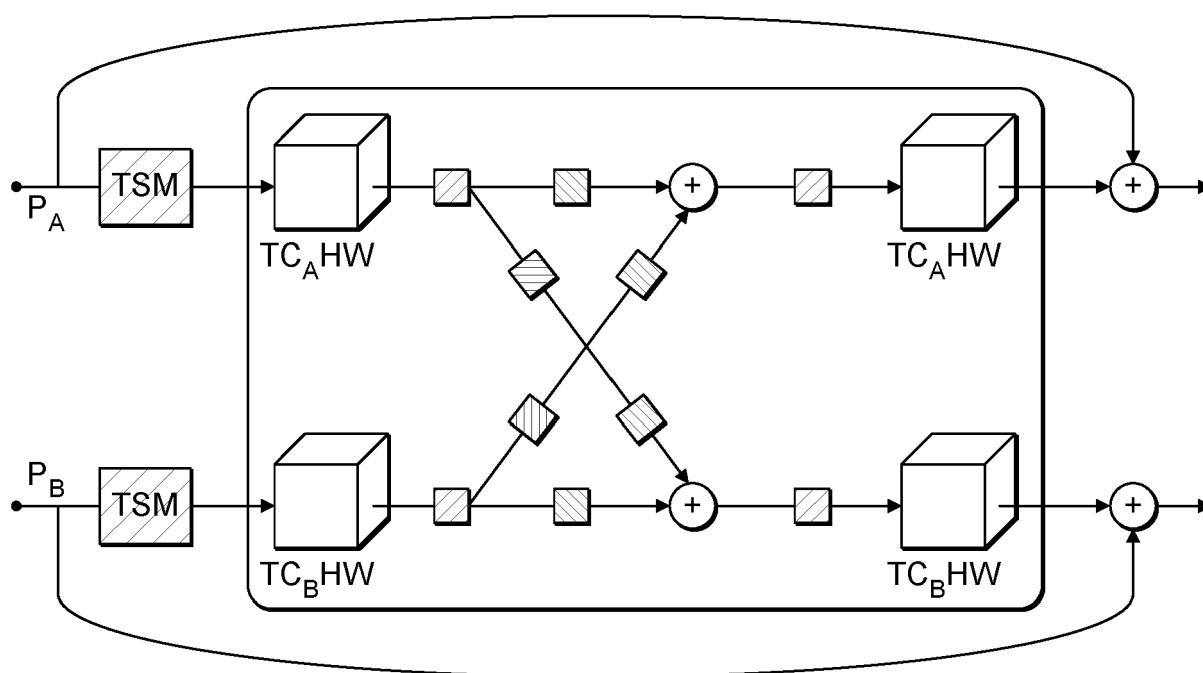 TSM
P_A
TC_AHW
+
TC_AHW
+
P_B
TSM
TC_BHW
+
TC_BHW
+